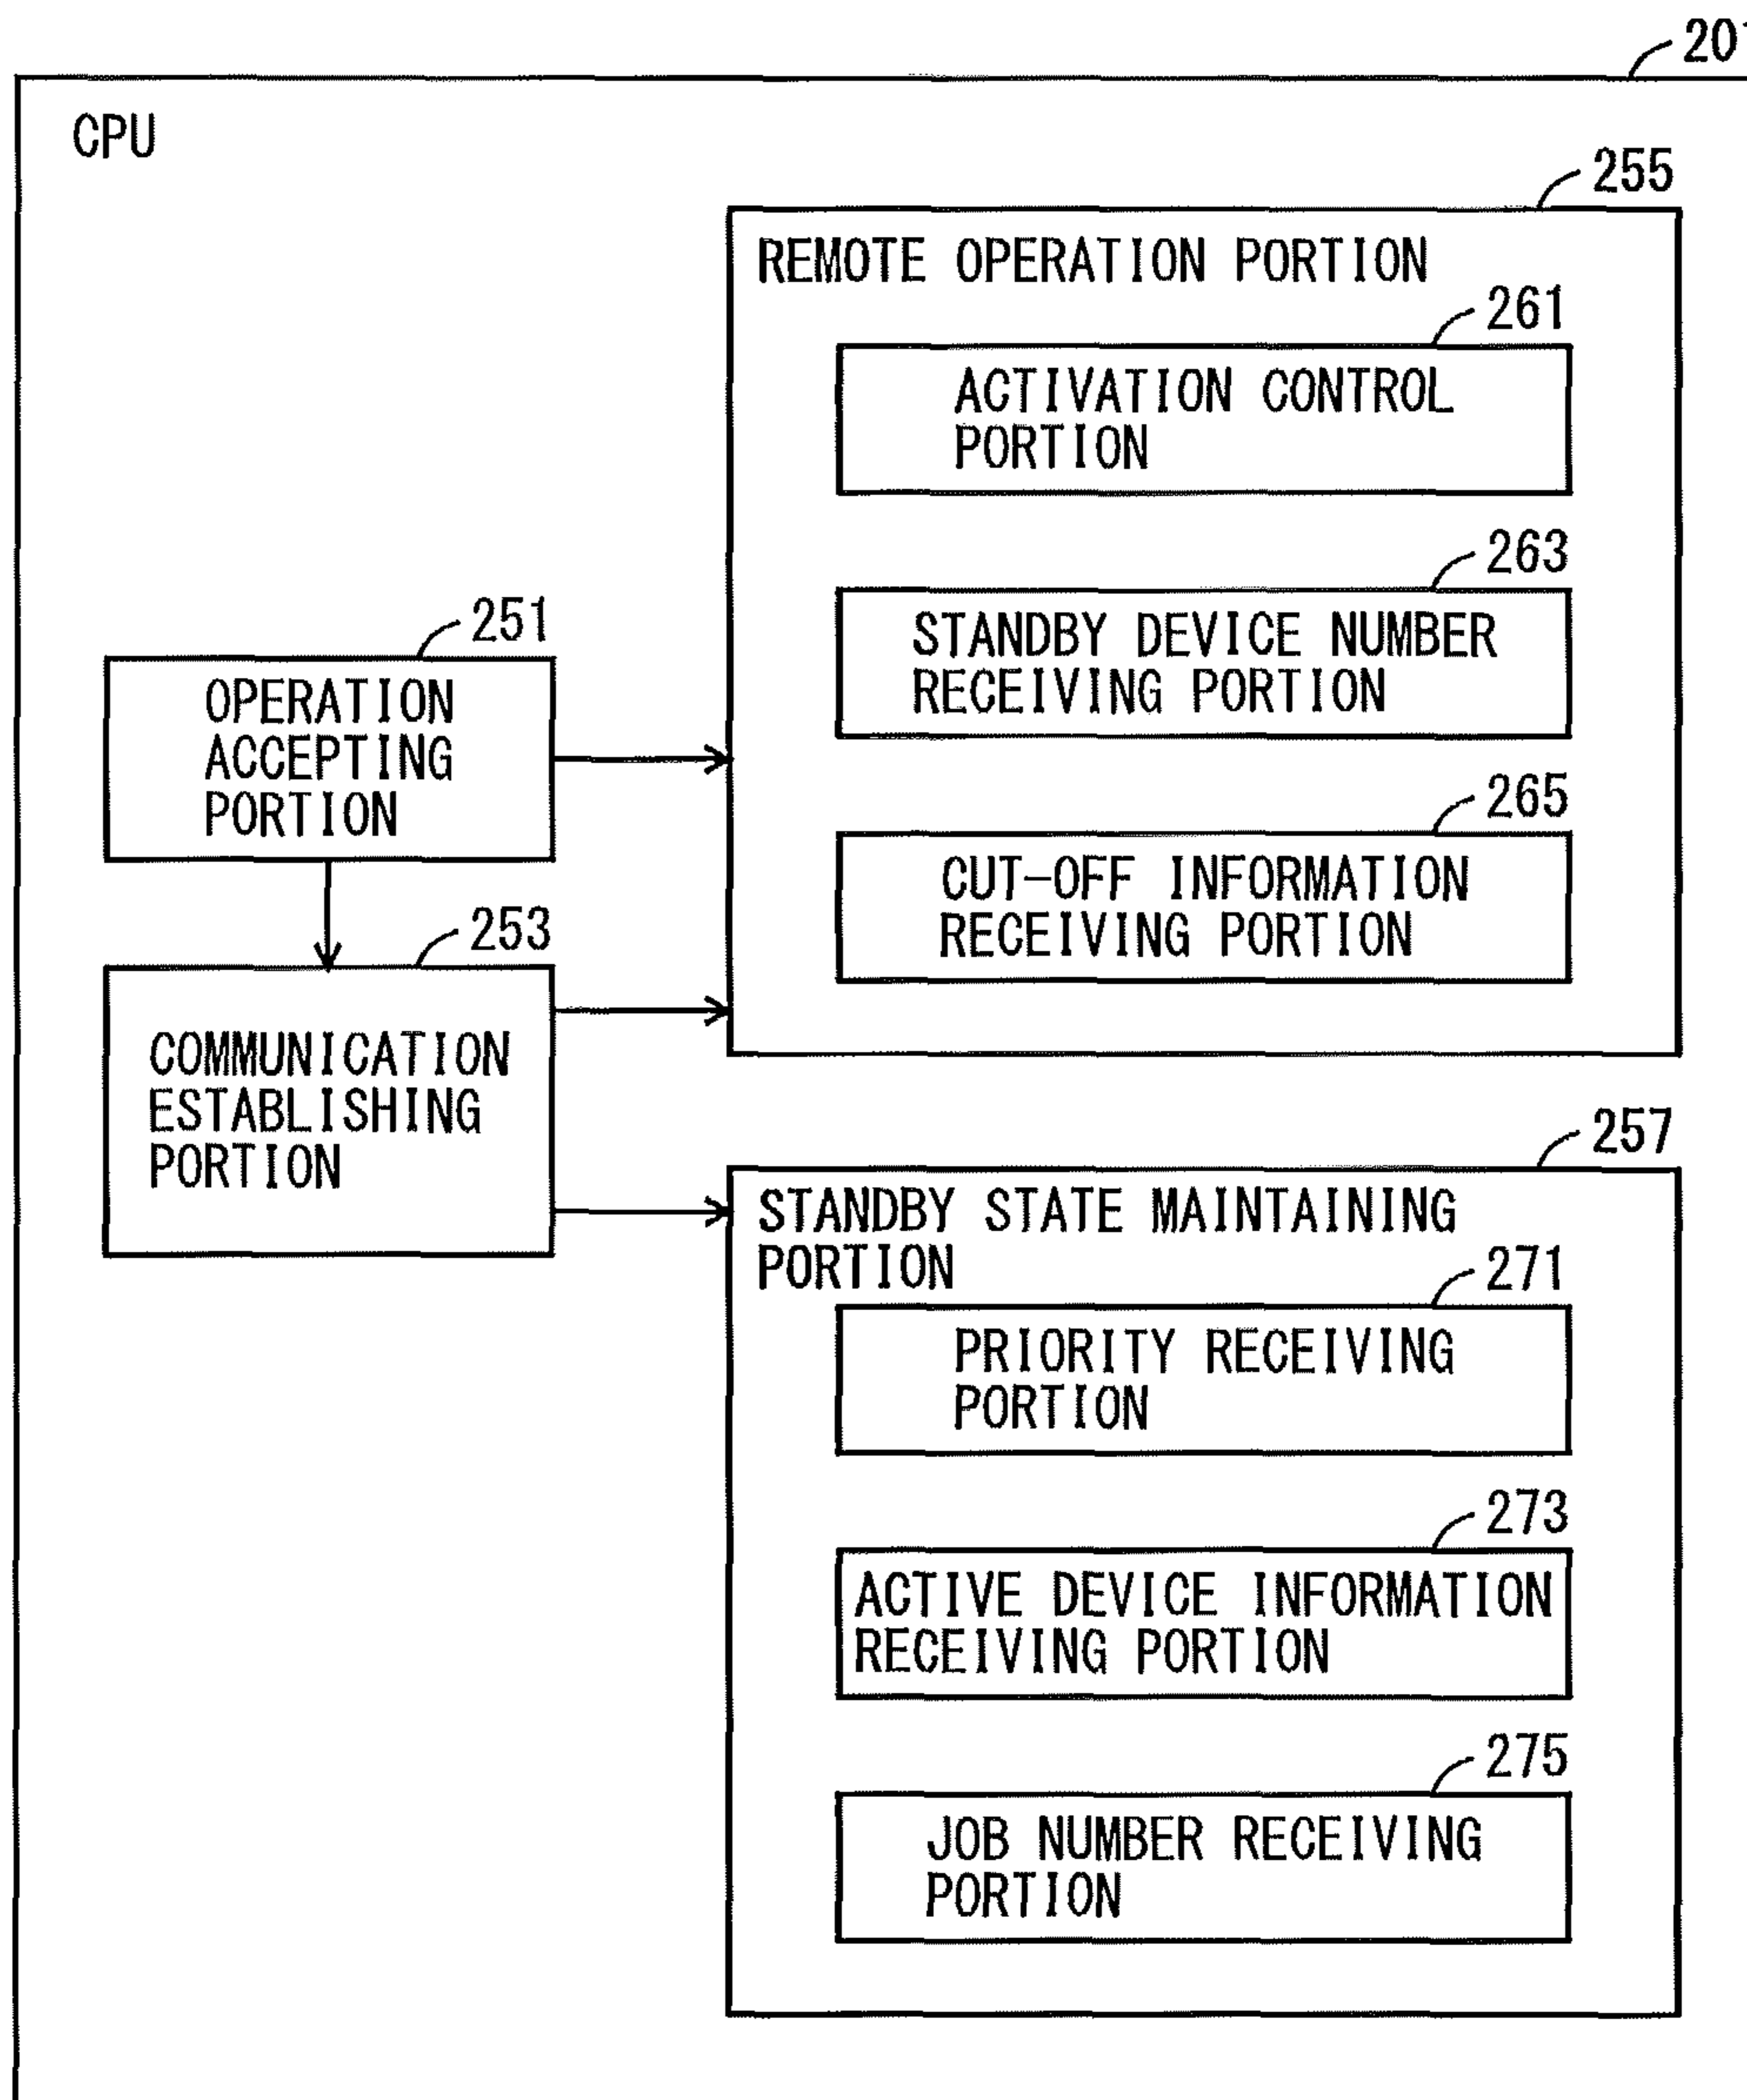 201
CPU
255
REMOTE OPERATION PORTION
261
ACTIVATION CONTROL
PORTION
263
STANDBY DEVICE NUMBER
RECEIVING PORTION
265
CUT-OFF INFORMATION
RECEIVING PORTION
251
OPERATION
ACCEPTING
PORTION
253
COMMUNICATION
ESTABLISHING
PORTION
257
STANDBY STATE MAINTAINING
PORTION
271
PRIORITY RECEIVING
PORTION
273
ACTIVE DEVICE INFORMATION
RECEIVING PORTION
275
JOB NUMBER RECEIVING
PORTION